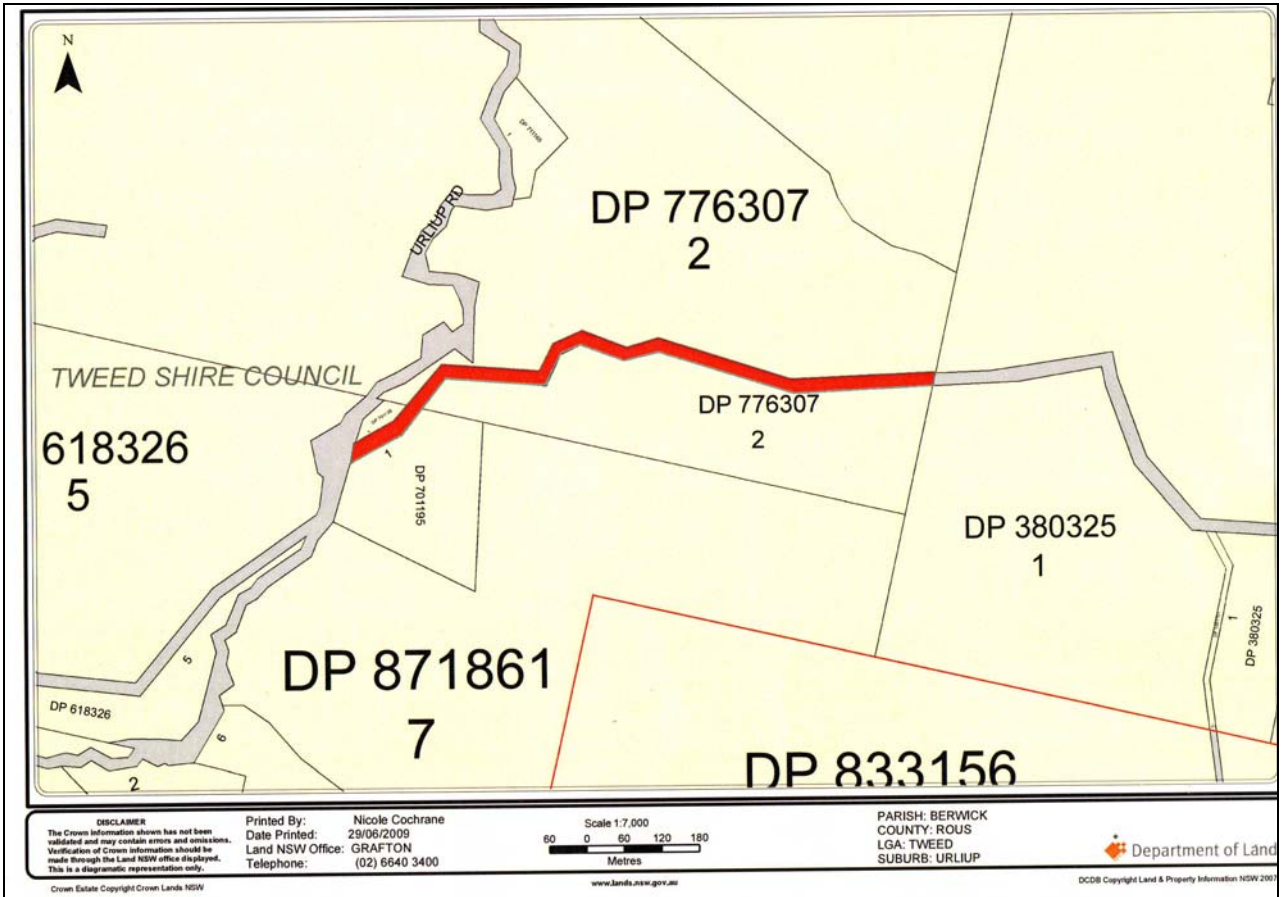 N
DP 711166
1
URLIUP RD
DP 776307
2
TWEED SHIRE COUNCIL
DP 776307
2
618326
5
1
DP 701195
DP 380325
1
1
DP 380325
5
DP 618326
6
2
DP 871861
7
DP 833156
DISCLAIMER
The Crown information shown has not been
validated and may contain errors and omissions.
Verification of Crown information should be
made through the Land NSW office displayed.
This is a diagramatic representation only.
Printed By: Nicole Cochrane
Date Printed: 29/06/2009
Land NSW Office: GRAFTON
Telephone: (02) 6640 3400
Scale 1:7,000
60 0 60 120 180
Metres
PARISH: BERWICK
COUNTY: ROUS
LGA: TWEED
SUBURB: URLIUP
Department of Land
Crown Estate Copyright Crown Lands NSW
www.lands.nsw.gov.au
DCDB Copyright Land & Property Information NSW 2007